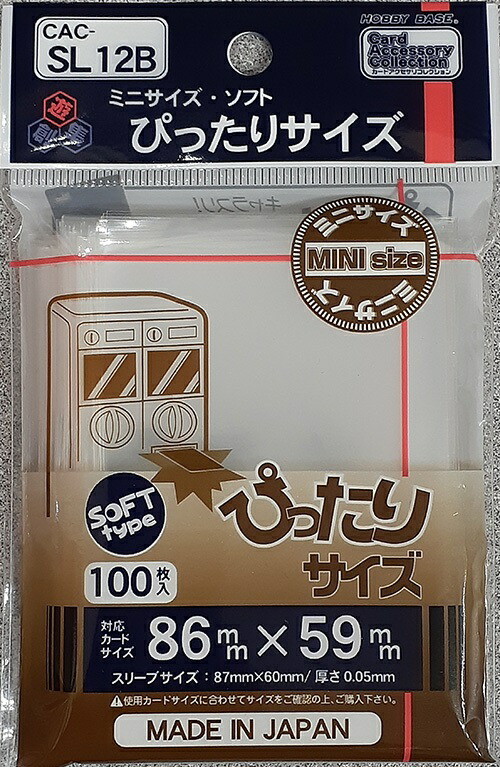 CAC-
SL12B
HOBBY BASE®
Card
Accessory
Collection
カードアクセサリコレクション
遊
ミニサイズ・ソフト
ぴったりサイズ
キャラスリ!
ミニサイズ
MINI size
ミニサイズ
SOFT
type
ぴったり
サイズ
100枚入
対応
カード
サイズ
86mm×59mm
スリーブサイズ:87mm×60mm/厚さ0.05mm
⚠使用カードサイズに合わせてサイズをご確認の上、ご購入下さい。
MADE IN JAPAN